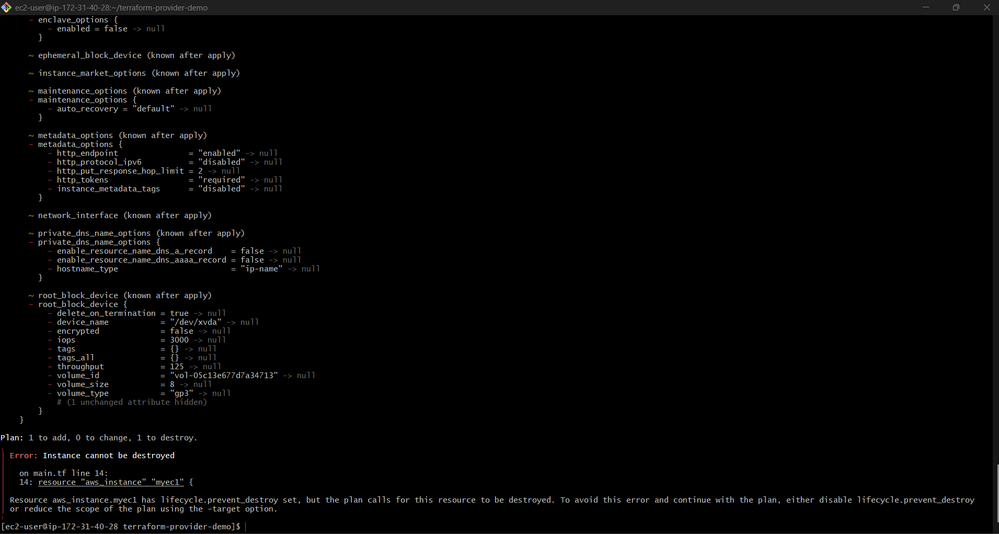 ec2-user@ip-172-31-40-28:~/terraform-provider-demo
- enclave_options {
- enabled = false -> null
}
~ ephemeral_block_device (known after apply)
~ instance_market_options (known after apply)
~ maintenance_options (known after apply)
- maintenance_options {
- auto_recovery = "default" -> null
}
~ metadata_options (known after apply)
- metadata_options {
- http_endpoint = "enabled" -> null
- http_protocol_ipv6 = "disabled" -> null
- http_put_response_hop_limit = 2 -> null
- http_tokens = "required" -> null
- instance_metadata_tags = "disabled" -> null
}
~ network_interface (known after apply)
~ private_dns_name_options (known after apply)
- private_dns_name_options {
- enable_resource_name_dns_a_record = false -> null
- enable_resource_name_dns_aaaa_record = false -> null
- hostname_type = "ip-name" -> null
}
~ root_block_device (known after apply)
- root_block_device {
- delete_on_termination = true -> null
- device_name = "/dev/xvda" -> null
- encrypted = false -> null
- iops = 3000 -> null
- tags = {} -> null
- tags_all = {} -> null
- throughput = 125 -> null
- volume_id = "vol-05c13e677d7a34713" -> null
- volume_size = 8 -> null
- volume_type = "gp3" -> null
# (1 unchanged attribute hidden)
}
}
Plan: 1 to add, 0 to change, 1 to destroy.
Error: Instance cannot be destroyed
on main.tf line 14:
14: resource "aws_instance" "myec1" {
Resource aws_instance.myec1 has lifecycle.prevent_destroy set, but the plan calls for this resource to be destroyed. To avoid this error and continue with the plan, either disable lifecycle.prevent_destroy
or reduce the scope of the plan using the -target option.
[ec2-user@ip-172-31-40-28 terraform-provider-demo]$